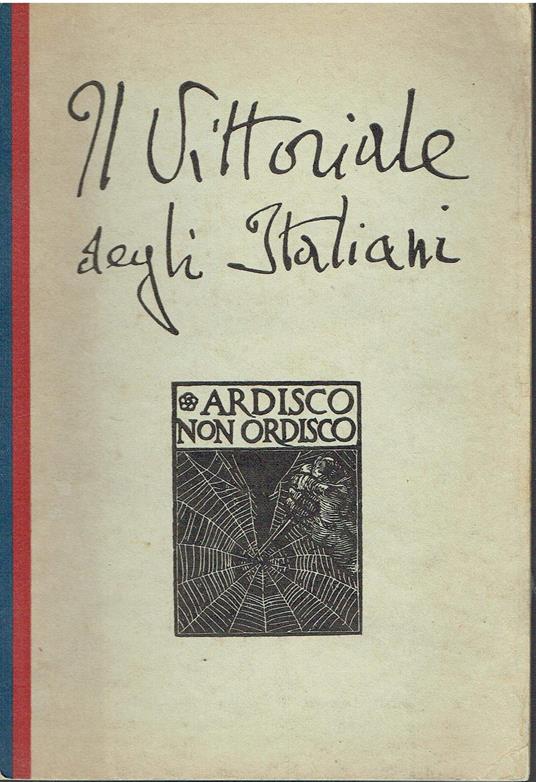 Il Vittoriale
degli Italiani
ARDISCO
NON ORDISCO